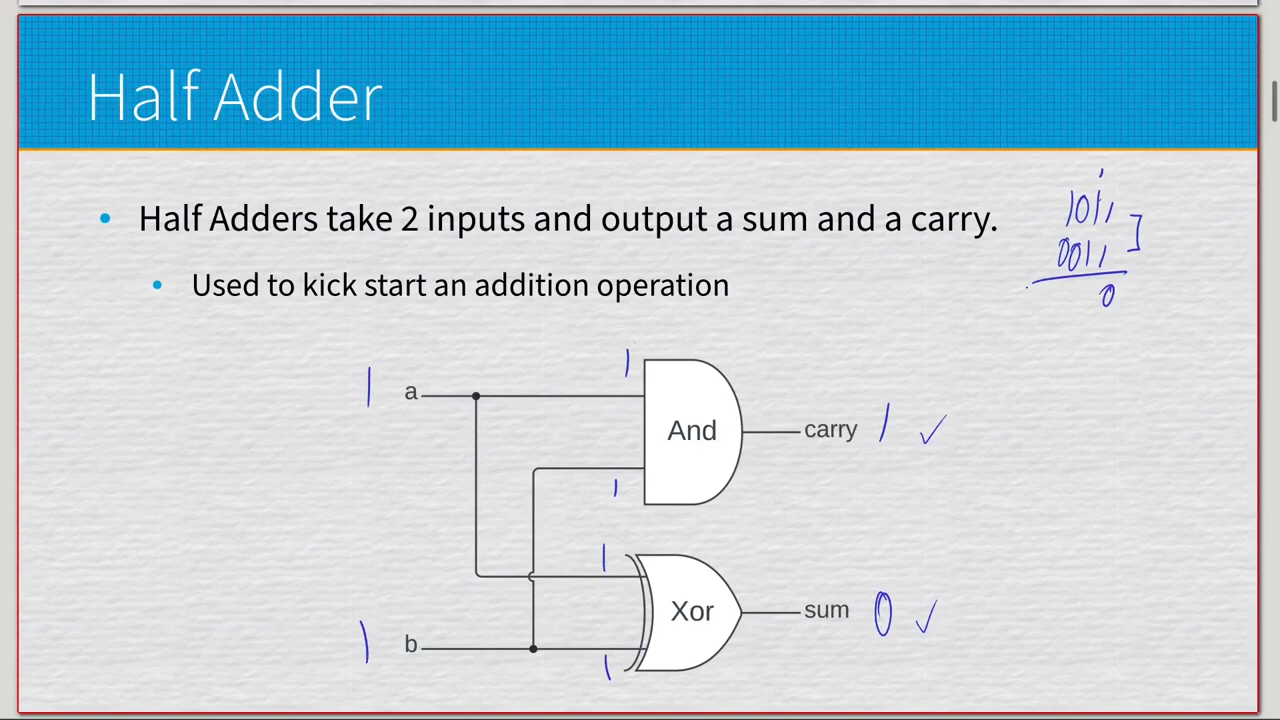 Half Adder
1
• Half Adders take 2 inputs and output a sum and a carry.
1011
0011
0
• Used to kick start an addition operation
1
1 a
And
carry 1 ✓
1
1
Xor
sum 0 ✓
1 b
1